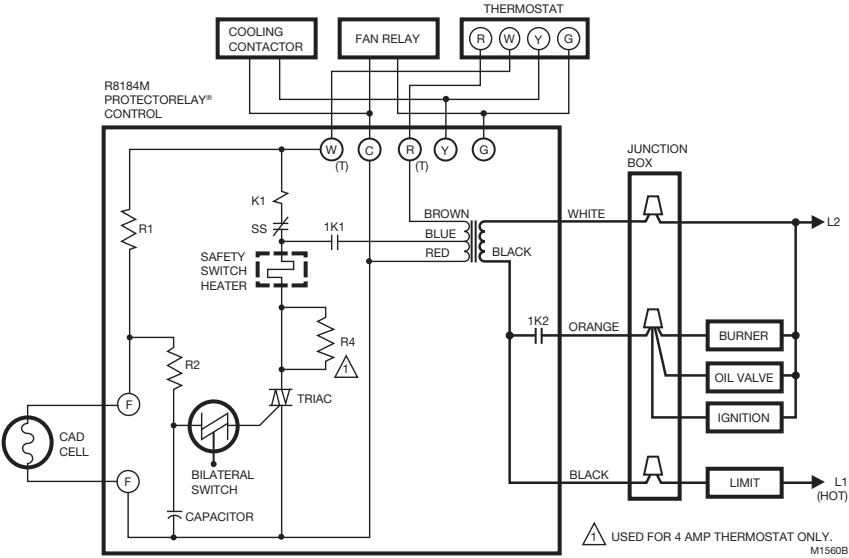 THERMOSTAT
COOLING
CONTACTOR
FAN RELAY
R W Y G
R8184M
PROTECTORELAY®
CONTROL
W C R Y G
(T) (T)
JUNCTION
BOX
K1
SS
1K1
BROWN
BLUE
RED
BLACK
WHITE
L2
R1
SAFETY
SWITCH
HEATER
R4
1
1K2
ORANGE
BURNER
R2
TRIAC
OIL VALVE
F
IGNITION
CAD
CELL
F
BILATERAL
SWITCH
BLACK
LIMIT
L1
(HOT)
CAPACITOR
1 USED FOR 4 AMP THERMOSTAT ONLY.
M1560B